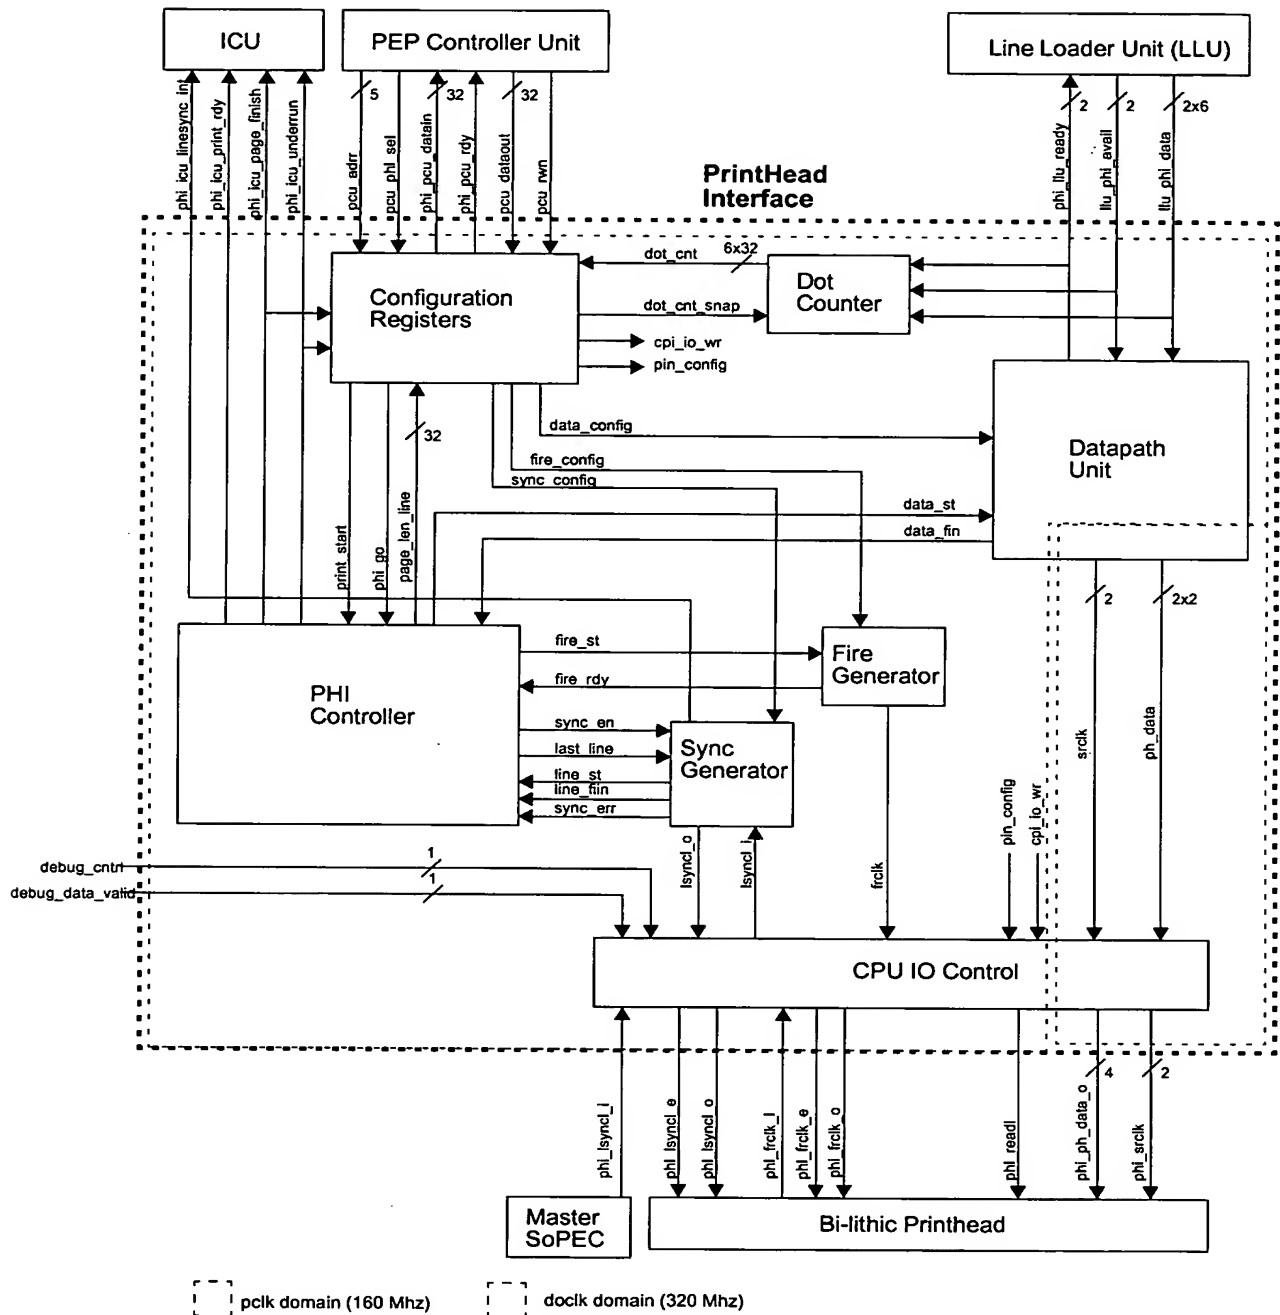 ICU
PEP Controller Unit
Line Loader Unit (LLU)
phi_icu_linesync_int
phi_icu_print_rdy
phi_icu_page_finish
phi_icu_underrun
5
32
32
pcu_adrr
pcu_phi_sel
phi_pcu_datain
phi_pcu_rdy
pcu_dataout
pcu_rwn
2
2
2x6
phi_llu_ready
llu_phi_avail
llu_phi_data
PrintHead
Interface
Configuration
Registers
dot_cnt
6x32
dot_cnt_snap
cpi_io_wr
pin_config
Dot
Counter
32
data_config
fire_config
sync_config
Datapath
Unit
print_start
phi_go
page_len_line
data_st
data_fin
2
2x2
PHI
Controller
fire_st
fire_rdy
Fire
Generator
sync_en
last_line
line_st
line_fiin
sync_err
Sync
Generator
srclk
ph_data
debug_cntrl
1
debug_data_valid
1
lsyncl_o
lsyncl_i
frclk
pin_config
cpi_io_wr
CPU IO Control
4
2
phi_lsyncl_i
phi_lsyncl_e
phi_lsyncl_o
phi_frclk_i
phi_frclk_e
phi_frclk_o
phi_readl
phi_ph_data_o
phi_srclk
Master
SoPEC
Bi-lithic Printhead
pclk domain (160 Mhz)
doclk domain (320 Mhz)